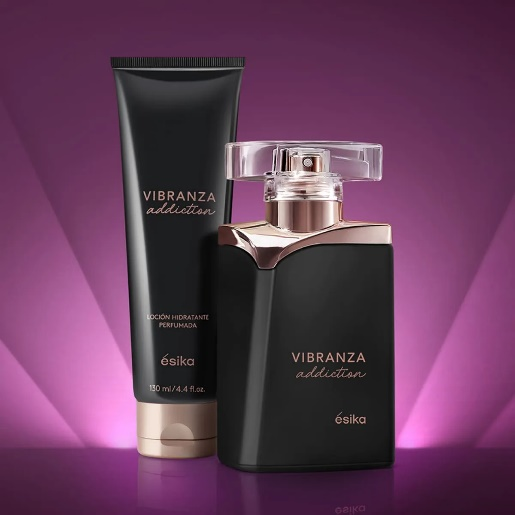 VIBRANZA
addiction
LOCIÓN HIDRATANTE
PERFUMADA
ésika
130 ml/4.4 fl.oz.
VIBRANZA
addiction
ésika